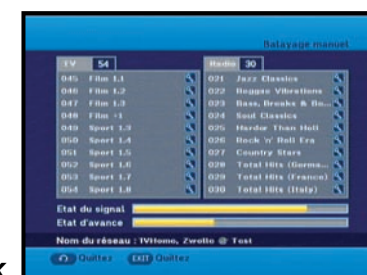 Balayage manuel
TV 54 Radio 30
045 Film 1.1 021 Jazz Classics
046 Film 1.2 022 Reggae Vibrations
047 Film 1.3 023 Bass, Breaks & Be...
048 Film +1 024 Soul Classics
049 Sport 1.3 025 Harder Than Hell
050 Sport 1.4 026 Rock 'n' Roll Era
051 Sport 1.5 027 Country Stars
052 Sport 1.6 028 Total Hits (Germa...
053 Sport 1.7 029 Total Hits (France)
054 Sport 1.8 030 Total Hits (Italy)
Etat du signal
Etat d'avance
Nom du réseau : TVHome, Zwolle @ Test
Quittez EXIT Quittez